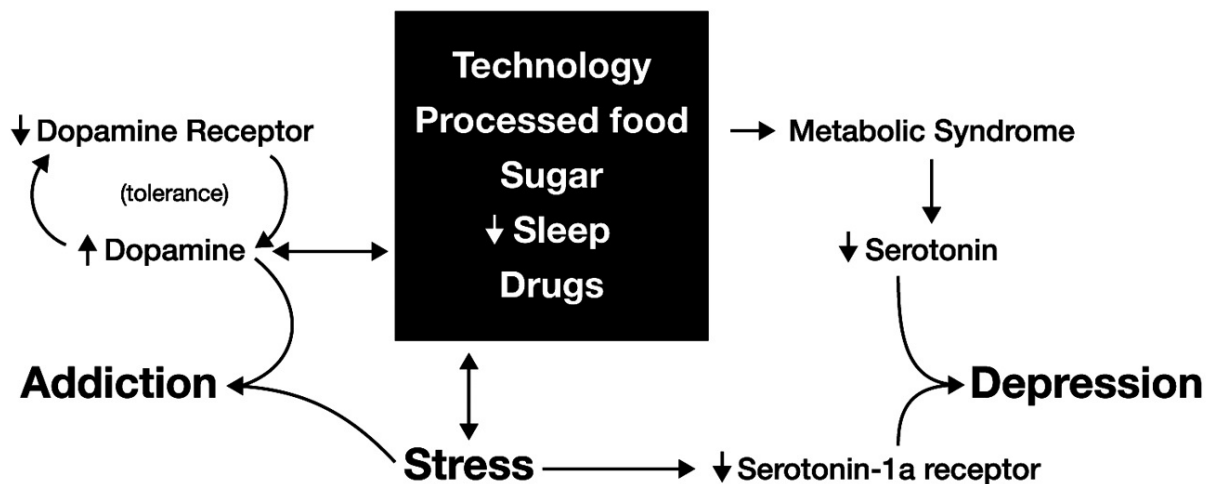 Technology
Processed food
Sugar
↓ Sleep
Drugs
↓ Dopamine Receptor
(tolerance)
↑ Dopamine
Addiction
Stress
Metabolic Syndrome
↓ Serotonin
Depression
↓ Serotonin-1a receptor